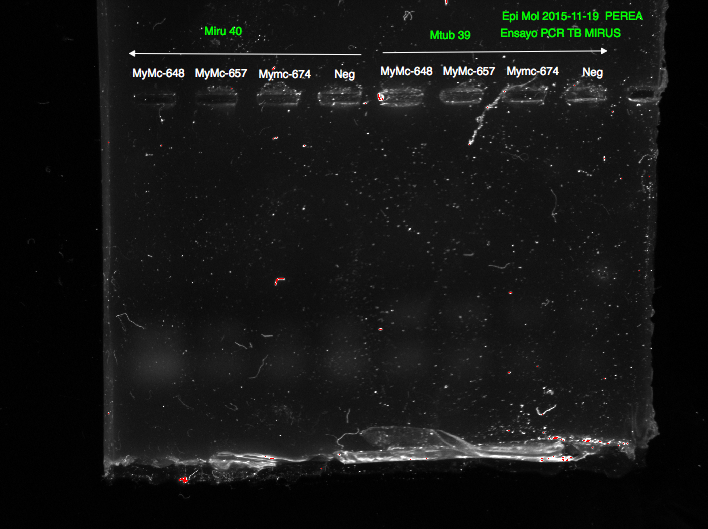 Epi Mol 2015-11-19 PEREA
Miru 40
Mtub 39
Ensayo PCR TB MIRUS
MyMc-648 MyMc-657 Mymc-674 Neg MyMc-648 MyMc-657 Mymc-674 Neg